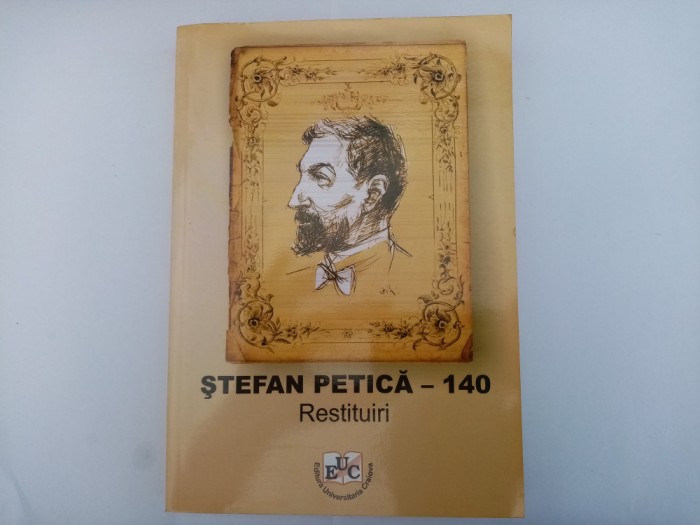 ŞTEFAN PETICĂ – 140
Restituiri
EUC
Editura Universitaria Craiova